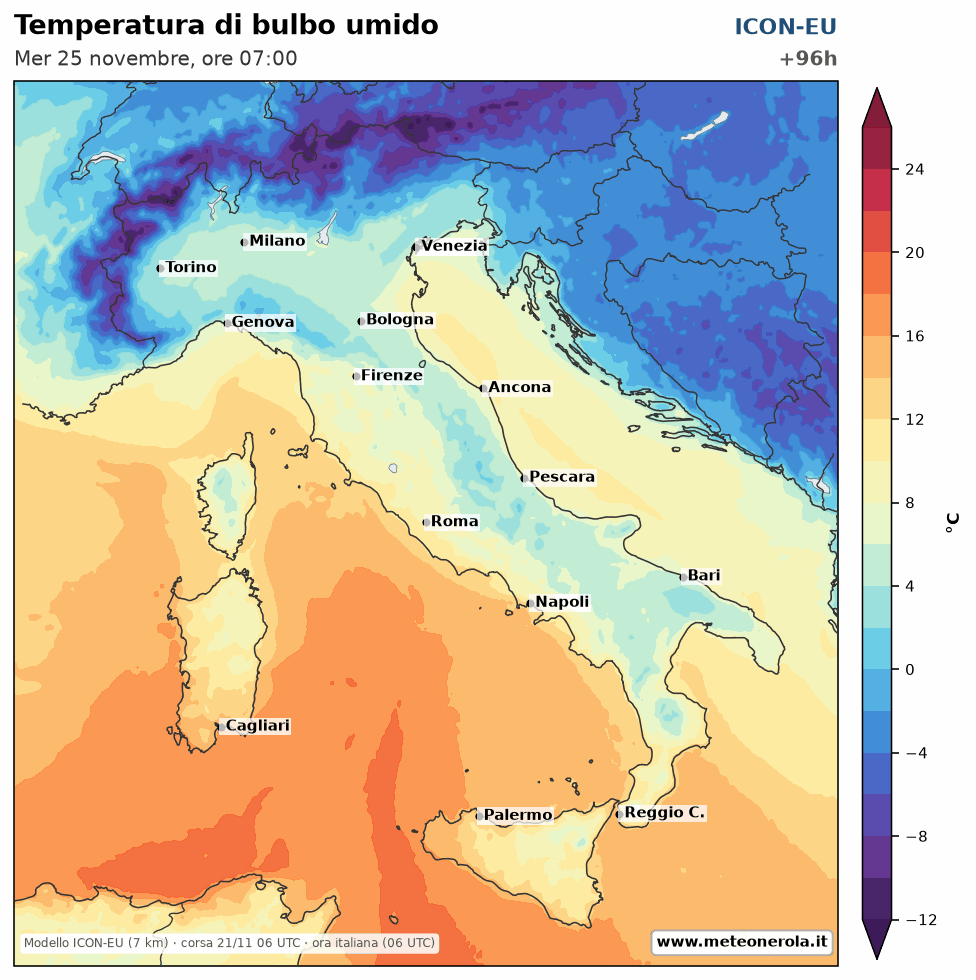 Temperatura di bulbo umido
ICON-EU
Mer 25 novembre, ore 07:00
+96h
Milano
Venezia
Torino
Genova
Bologna
Firenze
Ancona
Pescara
Roma
Bari
Napoli
Cagliari
Palermo
Reggio C.
24
20
16
12
8
4
0
−4
−8
−12
°C
Modello ICON-EU (7 km) · corsa 21/11 06 UTC · ora italiana (06 UTC)
www.meteonerola.it